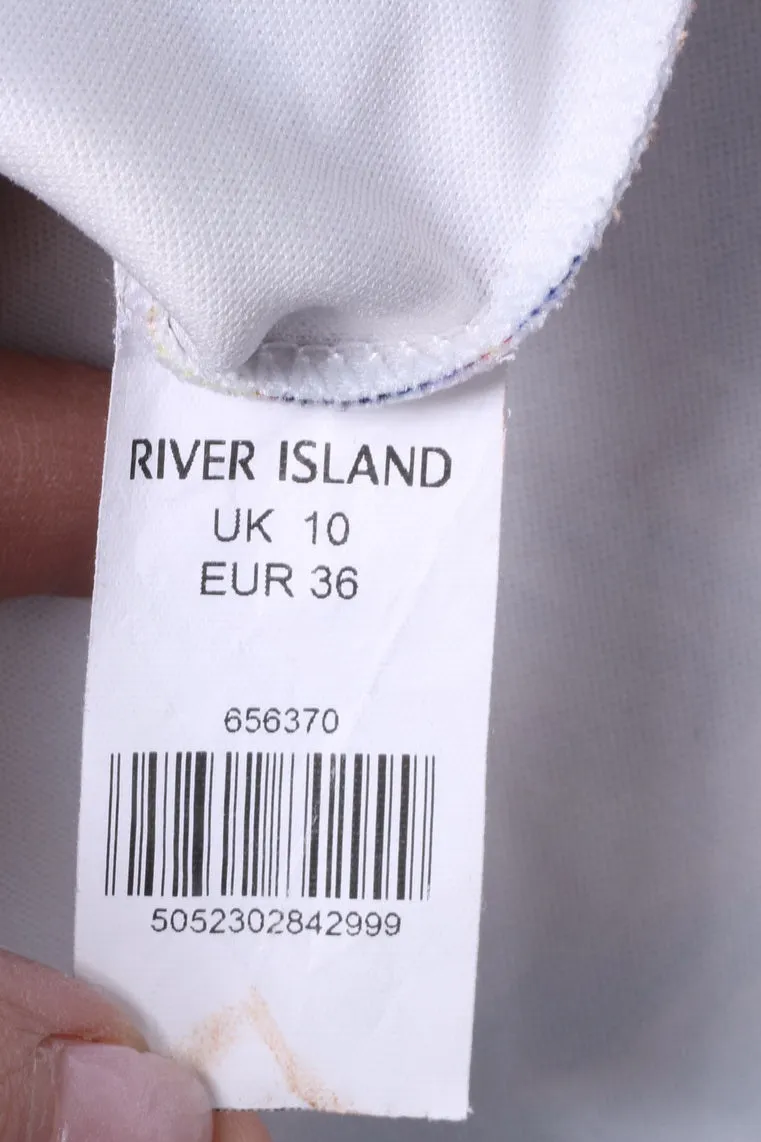 RIVER ISLAND
UK 10
EUR 36
656370
5052302842999